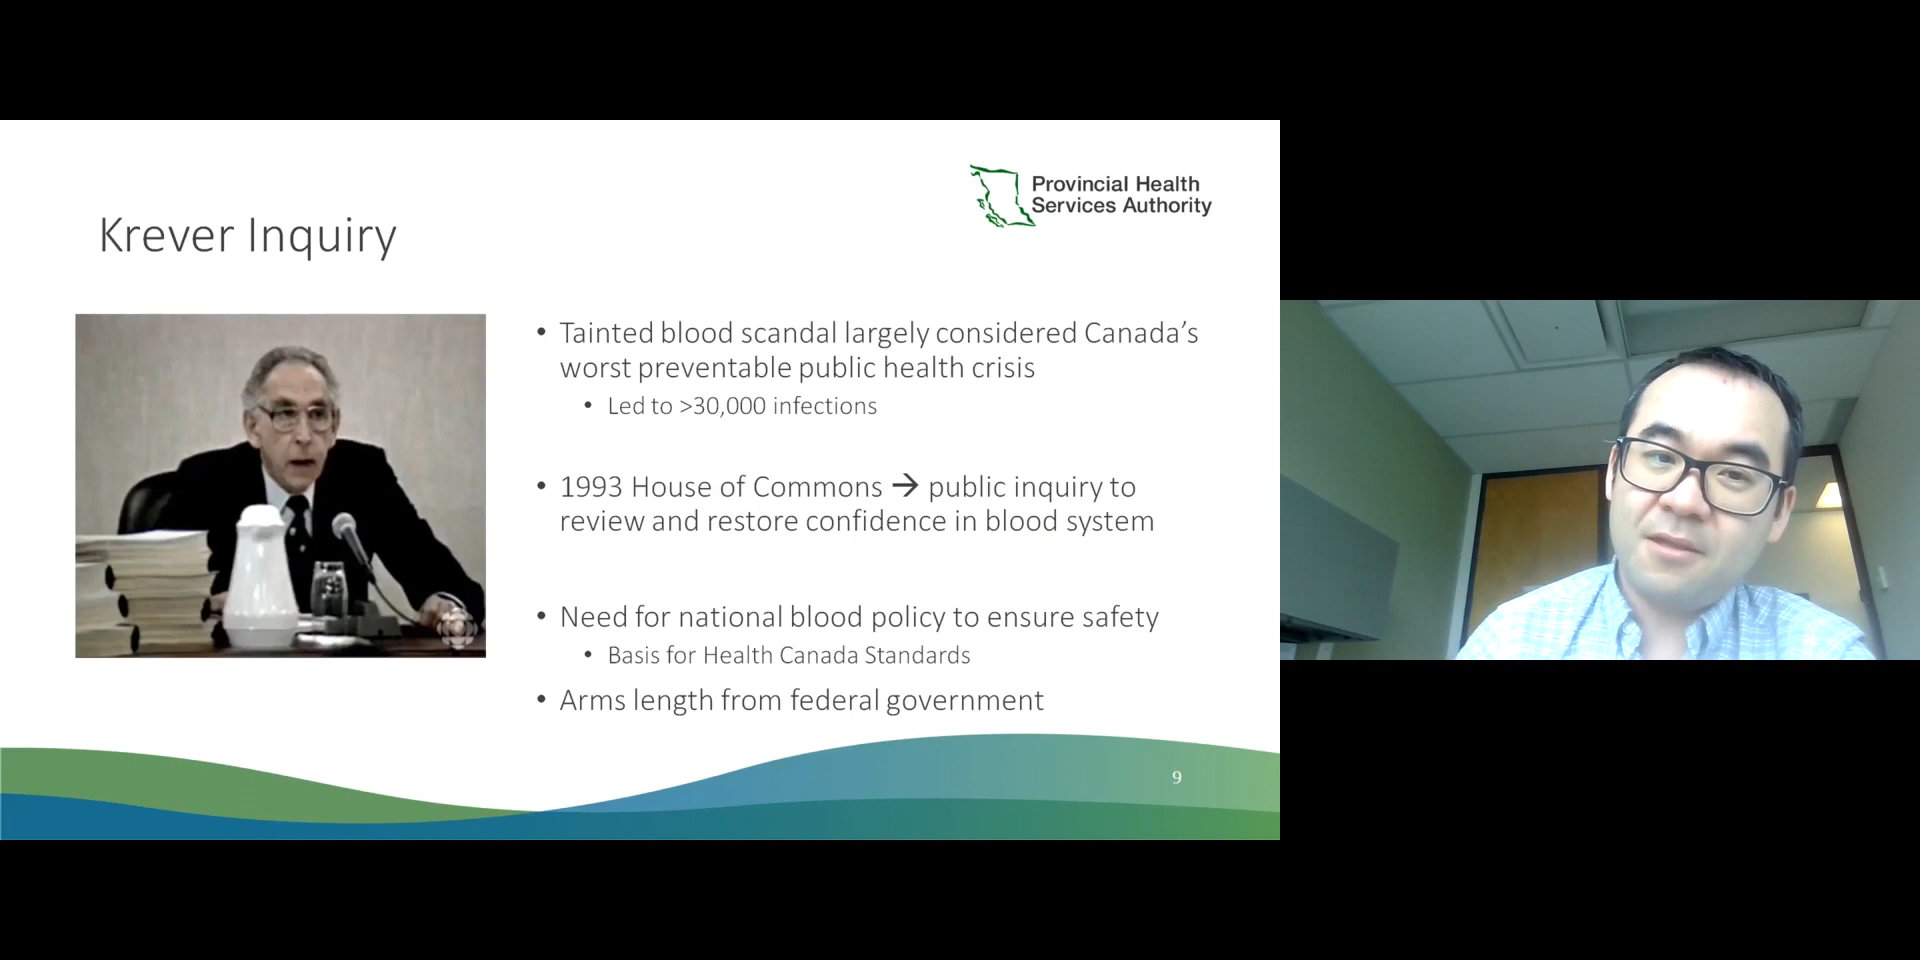 Provincial Health
Services Authority
Krever Inquiry
• Tainted blood scandal largely considered Canada’s
worst preventable public health crisis
• Led to >30,000 infections
• 1993 House of Commons → public inquiry to
review and restore confidence in blood system
• Need for national blood policy to ensure safety
• Basis for Health Canada Standards
• Arms length from federal government
9